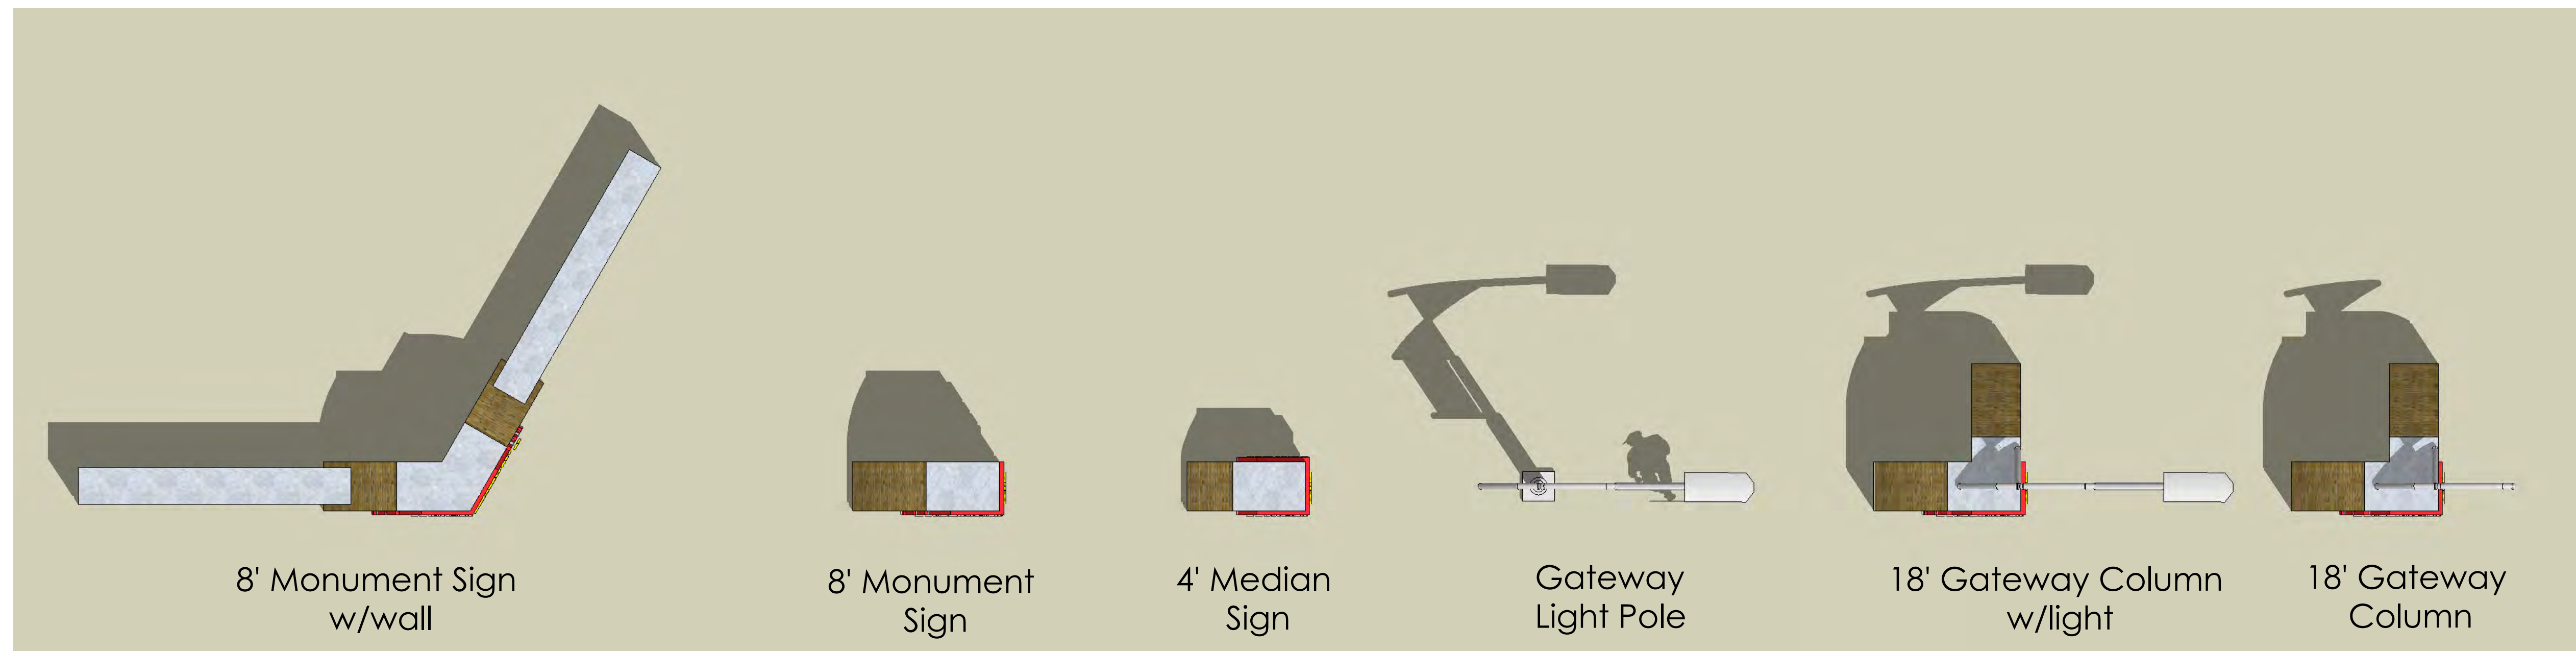 8' Monument Sign
w/wall
8' Monument
Sign
4' Median
Sign
Gateway
Light Pole
18' Gateway Column
w/light
18' Gateway
Column